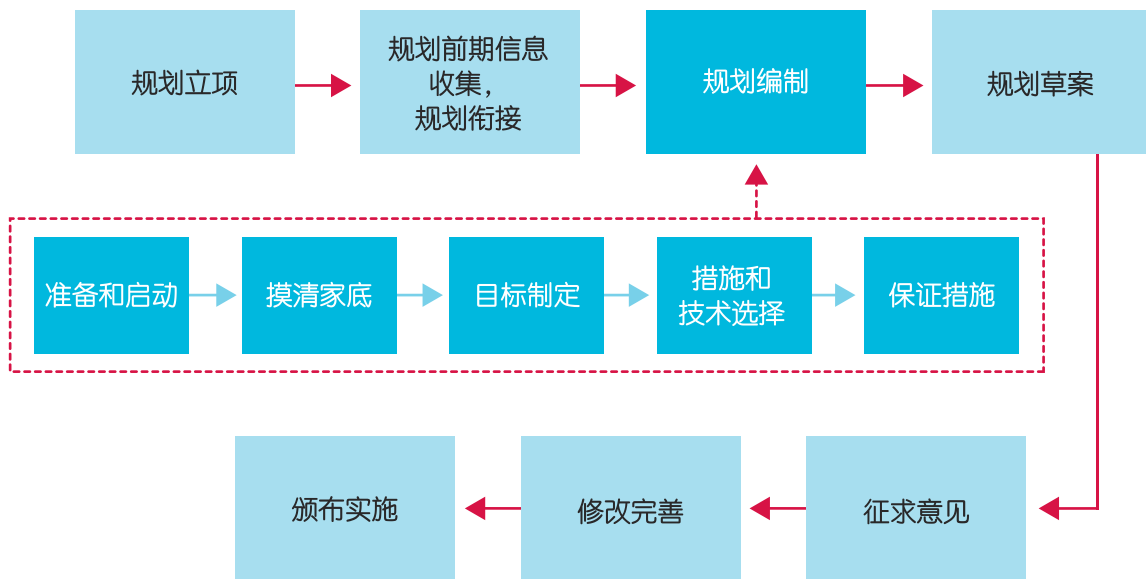 规划立项
规划前期信息
收集，
规划衔接
规划编制
规划草案
准备和启动
摸清家底
目标制定
措施和
技术选择
保证措施
颁布实施
修改完善
征求意见